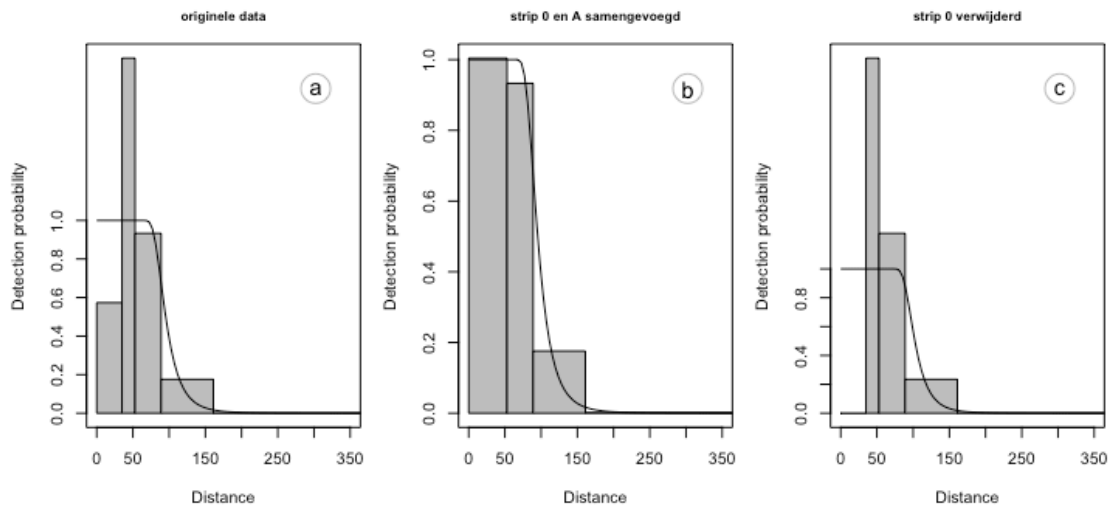 originele data
a
Detection probability
1.0
0.8
0.6
0.4
0.2
0.0
0 50 150 250 350
Distance
strip 0 en A samengevoegd
b
Detection probability
1.0
0.8
0.6
0.4
0.2
0.0
0 50 150 250 350
Distance
strip 0 verwijderd
c
Detection probability
0.8
0.4
0.0
0 50 150 250 350
Distance